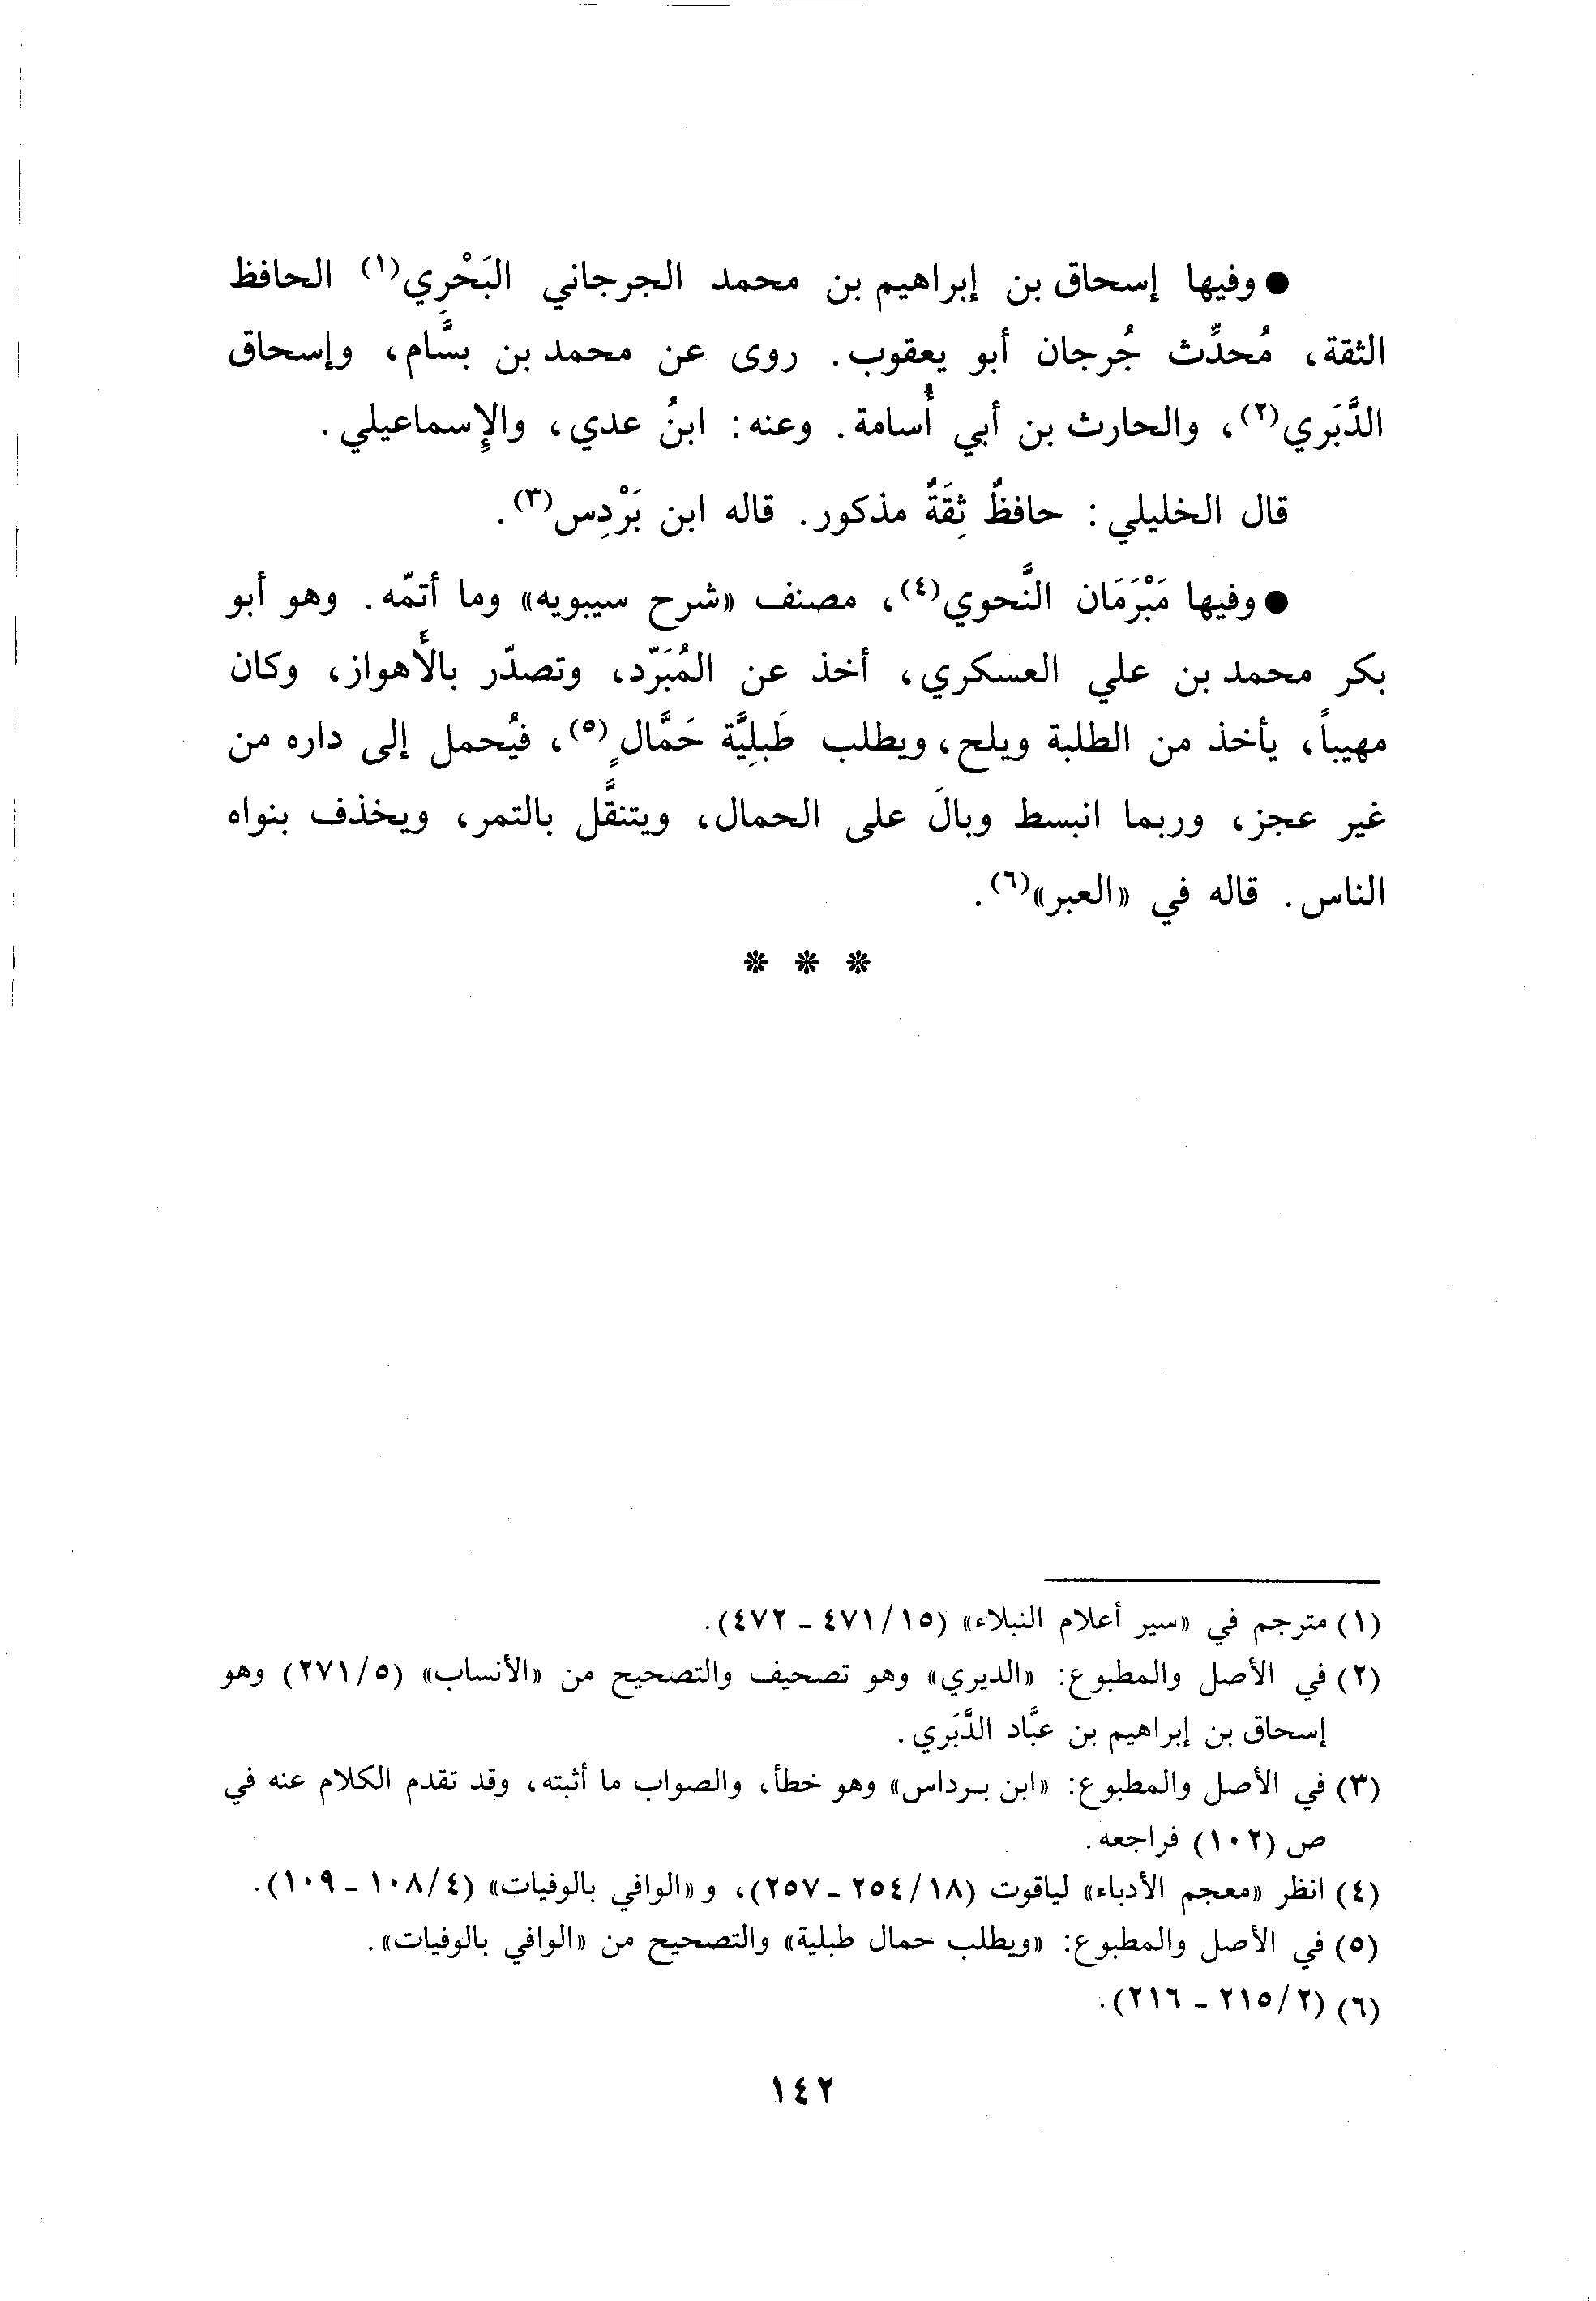 ● وفيها إسحاق بن إبراهيم بن محمد الجرجاني البَحْرِي(١) الحافظ
الثقة، مُحدِّث جُرجان أبو يعقوب. روى عن محمد بن بسَّام، وإسحاق
الدَّبَري(٢)، والحارث بن أبي أُسامة. وعنه: ابنُ عدي، والإسماعيلي.
قال الخليلي: حافظٌ ثِقَةٌ مذكور. قاله ابن بَرْدِس(٣).
● وفيها مَبْرَمَان النَّحوي(٤)، مصنف «شرح سيبويه» وما أتمّه. وهو أبو
بكر محمد بن علي العسكري، أخذ عن المُبَرّد، وتصدّر بالأهواز، وكان
مهيباً، يأخذ من الطلبة ويلح، ويطلب طَبلِيَّة حَمَّالٍ(٥)، فيُحمل إلى داره من
غير عجز، وربما انبسط وبالَ على الحمال، ويتنقَّل بالتمر، ويخذف بنواه
الناس. قاله في «العبر»(٦).
* * *
(١) مترجم في «سير أعلام النبلاء» (١٥/ ٤٧١ - ٤٧٢).
(٢) في الأصل والمطبوع: «الديري» وهو تصحيف والتصحيح من «الأنساب» (٥/ ٢٧١) وهو
إسحاق بن إبراهيم بن عبَّاد الدَّبَري.
(٣) في الأصل والمطبوع: «ابن برداس» وهو خطأ، والصواب ما أثبته، وقد تقدم الكلام عنه في
ص (١٠٢) فراجعه.
(٤) انظر «معجم الأدباء» لياقوت (١٨/ ٢٥٤ - ٢٥٧)، و «الوافي بالوفيات» (٤/ ١٠٨ - ١٠٩).
(٥) في الأصل والمطبوع: «ويطلب حمال طبلية» والتصحيح من «الوافي بالوفيات».
(٦) (٢/ ٢١٥ - ٢١٦).
١٤٢